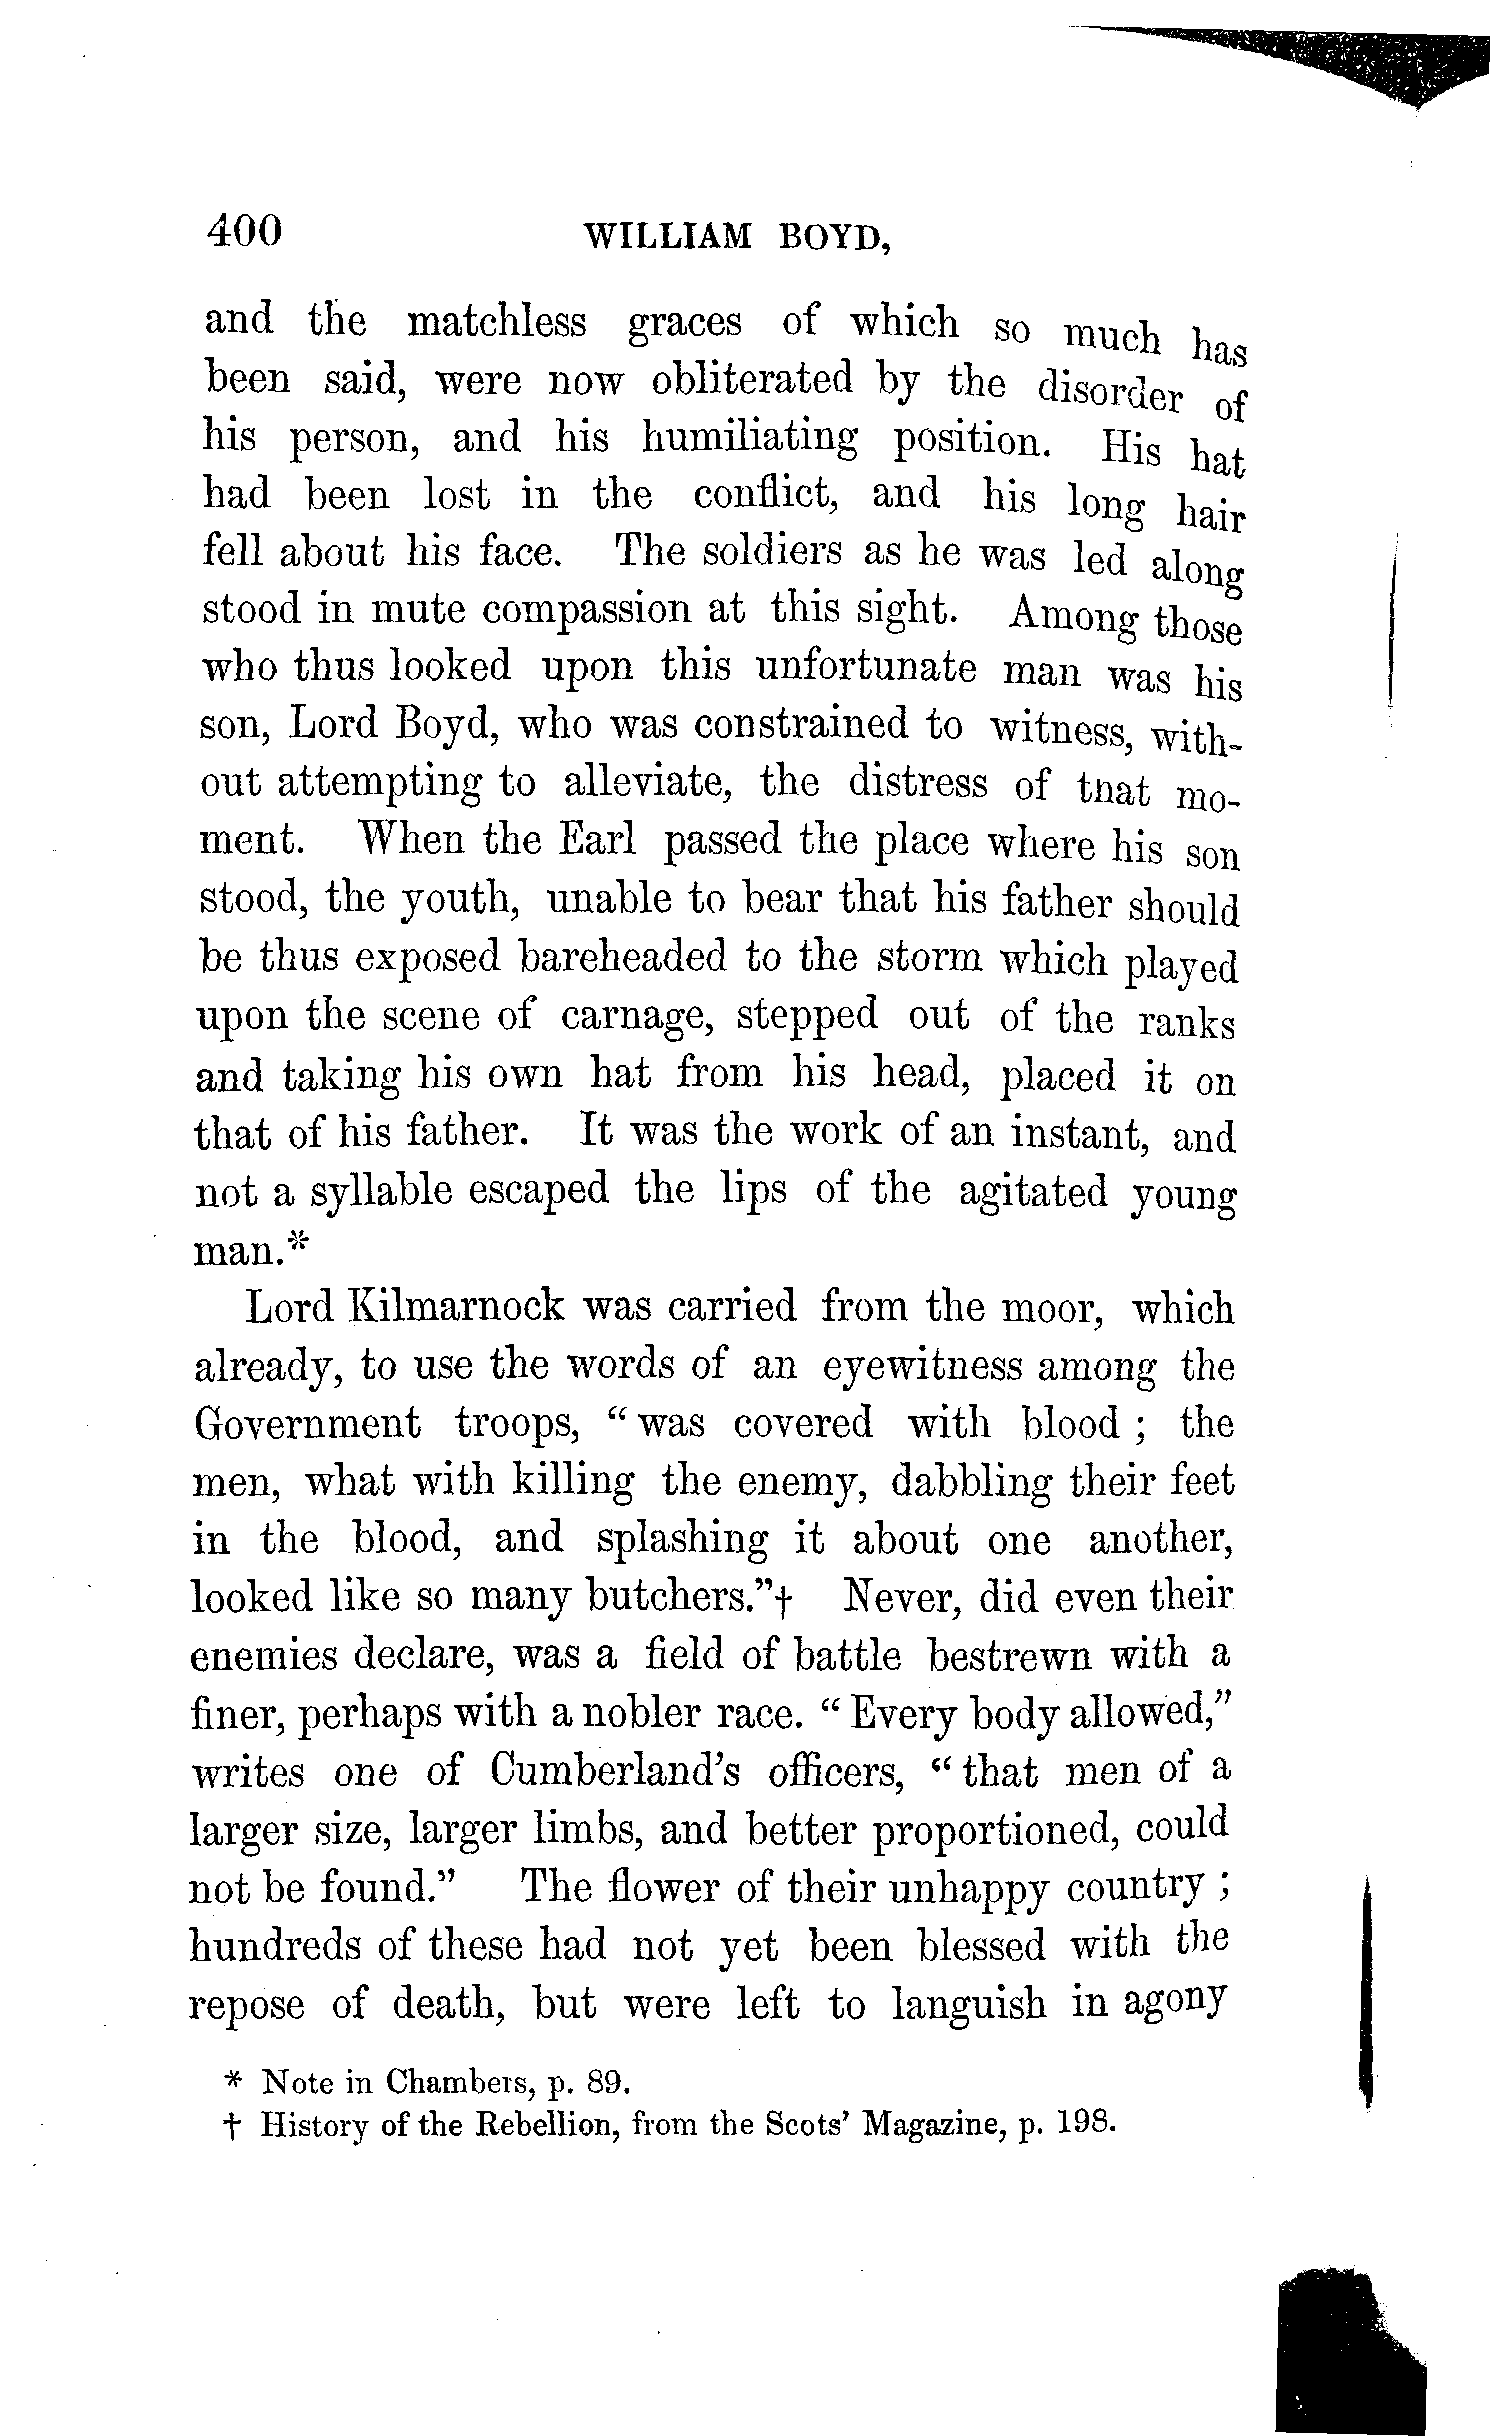 400 WILLIAM BOYD,
and the matchless graces of which so much has
been said, were now obliterated by the disorder of
his person, and his humiliating position. His hat
had been lost in the conflict, and his long hair
fell about his face. The soldiers as he was led along
stood in mute compassion at this sight. Among those
who thus looked upon this unfortunate man was his
son, Lord Boyd, who was constrained to witness, with-
out attempting to alleviate, the distress of that mo-
ment. When the Earl passed the place where his son
stood, the youth, unable to bear that his father should
be thus exposed bareheaded to the storm which played
upon the scene of carnage, stepped out of the ranks
and taking his own hat from his head, placed it on
that of his father. It was the work of an instant, and
not a syllable escaped the lips of the agitated young
man.*
Lord Kilmarnock was carried from the moor, which
already, to use the words of an eyewitness among the
Government troops, "was covered with blood; the
men, what with killing the enemy, dabbling their feet
in the blood, and splashing it about one another,
looked like so many butchers."† Never, did even their
enemies declare, was a field of battle bestrewn with a
finer, perhaps with a nobler race. "Every body allowed,"
writes one of Cumberland's officers, "that men of a
larger size, larger limbs, and better proportioned, could
not be found." The flower of their unhappy country;
hundreds of these had not yet been blessed with the
repose of death, but were left to languish in agony
* Note in Chambers, p. 89.
† History of the Rebellion, from the Scots' Magazine, p. 198.